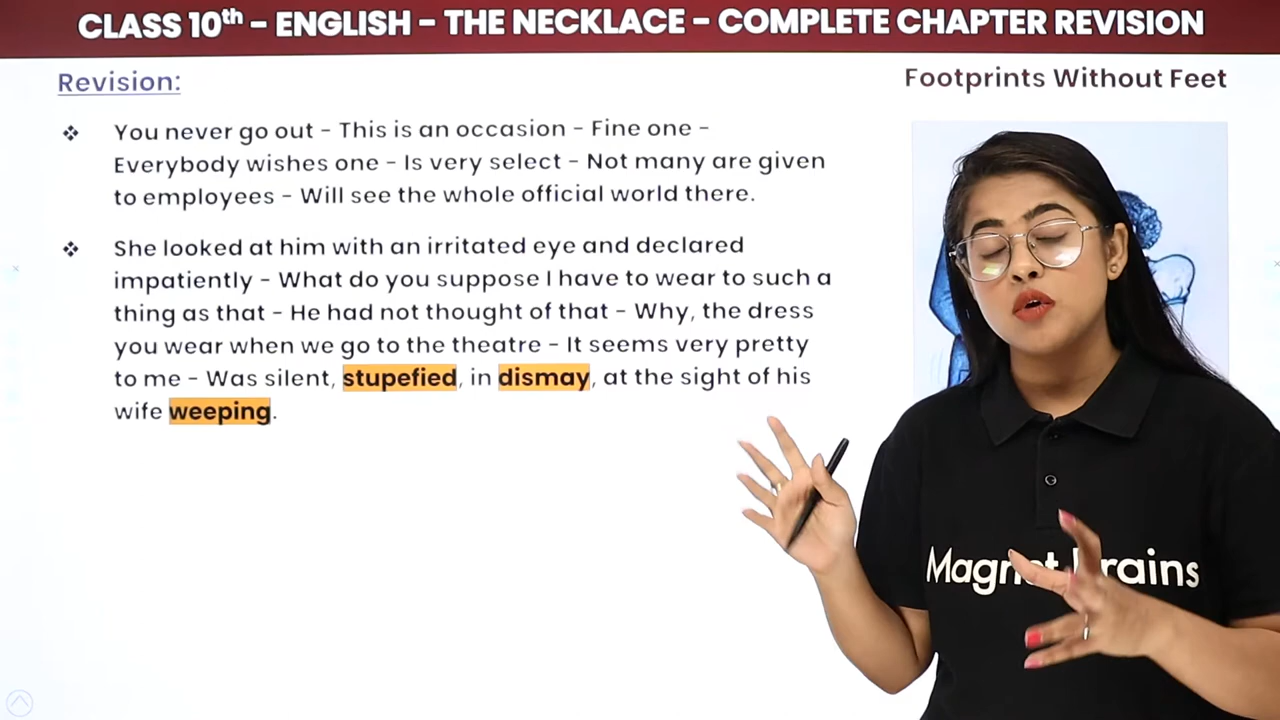 CLASS 10th – ENGLISH – THE NECKLACE – COMPLETE CHAPTER REVISION
Revision:
Footprints Without Feet
❖ You never go out – This is an occasion – Fine one –
Everybody wishes one – Is very select – Not many are given
to employees – Will see the whole official world there.
❖ She looked at him with an irritated eye and declared
impatiently – What do you suppose I have to wear to such a
thing as that – He had not thought of that – Why, the dress
you wear when we go to the theatre – It seems very pretty
to me – Was silent, stupefied, in dismay, at the sight of his
wife weeping.
Magnet Brains